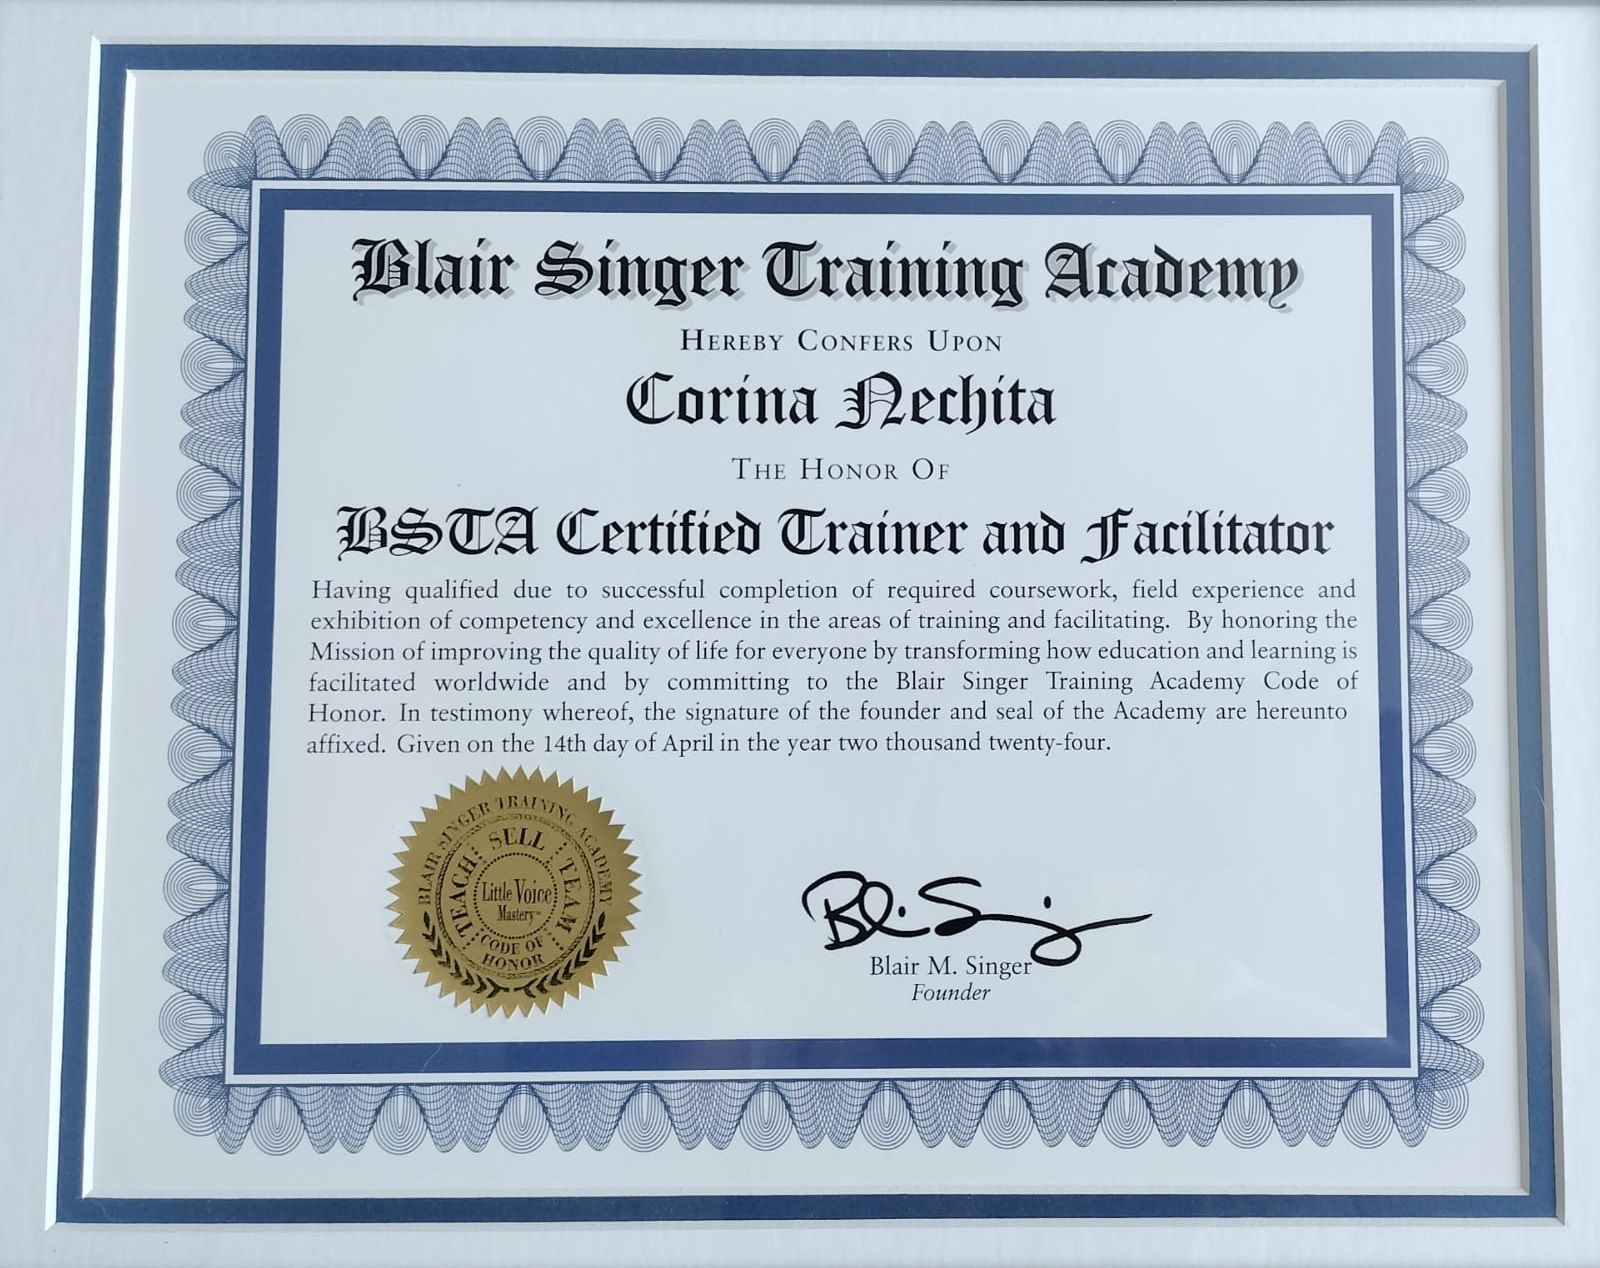 Blair Singer Training Academy
HEREBY CONFERS UPON
Corina Nechita
THE HONOR OF
BSTA Certified Trainer and Facilitator
Having qualified due to successful completion of required coursework, field experience and
exhibition of competency and excellence in the areas of training and facilitating. By honoring the
Mission of improving the quality of life for everyone by transforming how education and learning is
facilitated worldwide and by committing to the Blair Singer Training Academy Code of
Honor. In testimony whereof, the signature of the founder and seal of the Academy are hereunto
affixed. Given on the 14th day of April in the year two thousand twenty-four.
BLAIR SINGER TRAINING ACADEMY
TEACH SELL TEAM
Little Voice
Mastery™
CODE OF
HONOR
Blair M. Singer
Founder